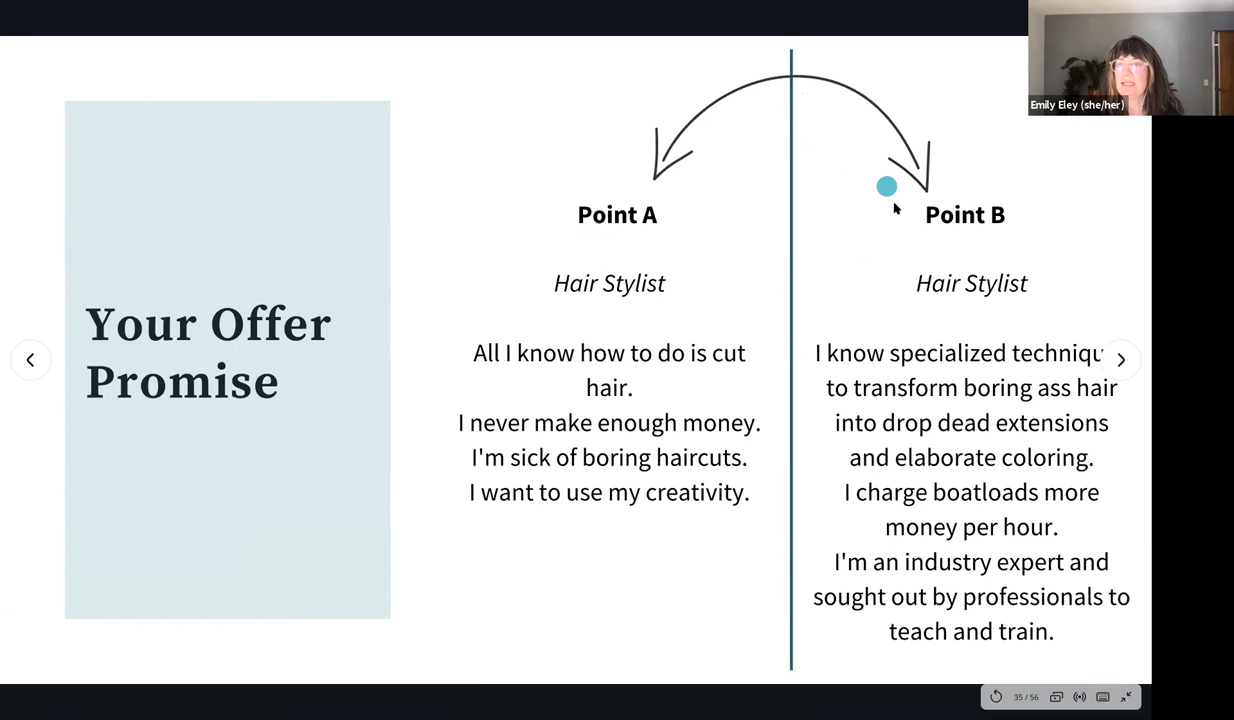 Emily Eley (she/her)
Your Offer
Promise
Point A
Hair Stylist
All I know how to do is cut
hair.
I never make enough money.
I'm sick of boring haircuts.
I want to use my creativity.
Point B
Hair Stylist
I know specialized
to transform boring ass hair
into drop dead extensions
and elaborate coloring.
I charge boatloads more
money per hour.
I'm an industry expert and
sought out by professionals to
teach and train.
35 / 56